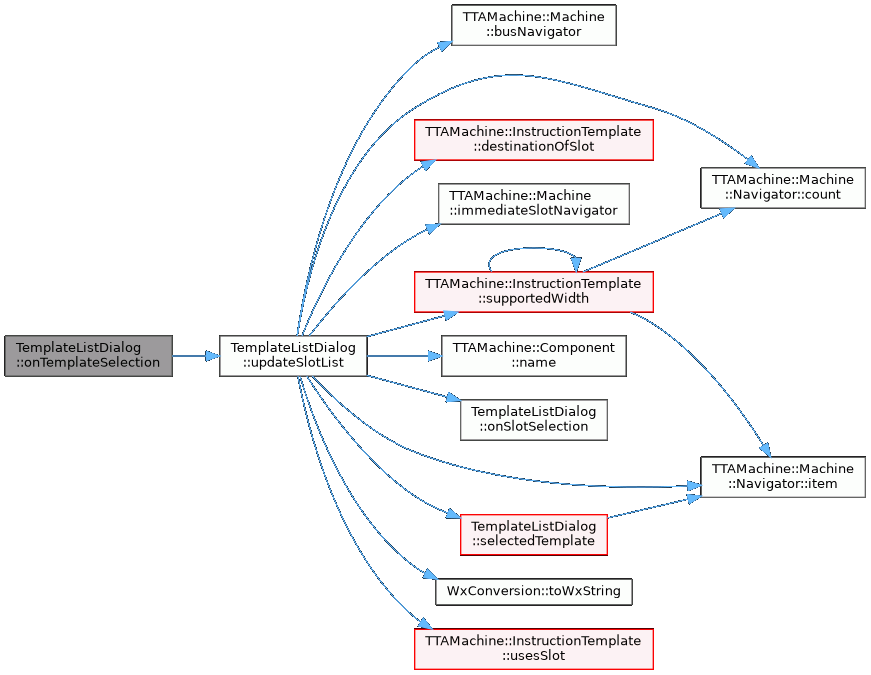 TTAMachine::Machine
::busNavigator
TTAMachine::InstructionTemplate
::destinationOfSlot
TTAMachine::Machine
::Navigator::count
TTAMachine::Machine
::immediateSlotNavigator
TTAMachine::InstructionTemplate
::supportedWidth
TemplateListDialog
::onTemplateSelection
TemplateListDialog
::updateSlotList
TTAMachine::Component
::name
TemplateListDialog
::onSlotSelection
TTAMachine::Machine
::Navigator::item
TemplateListDialog
::selectedTemplate
WxConversion::toWxString
TTAMachine::InstructionTemplate
::usesSlot